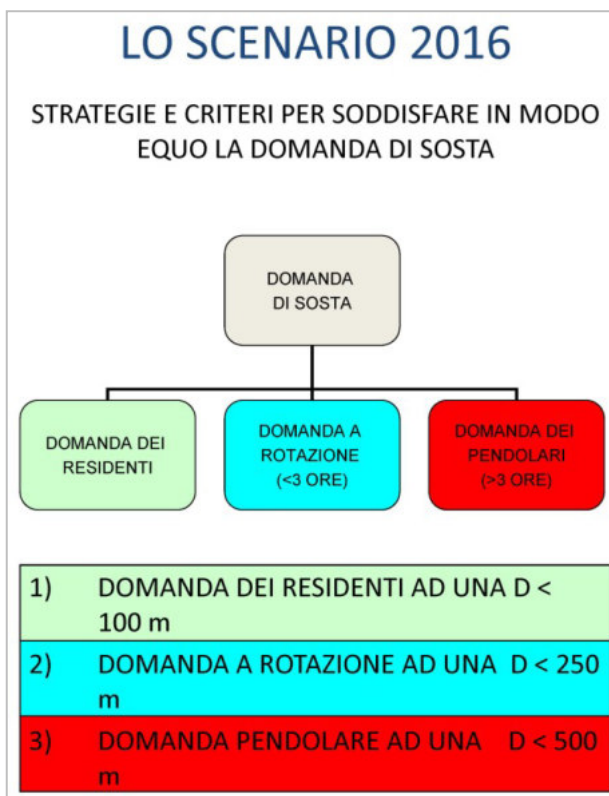 LO SCENARIO 2016
STRATEGIE E CRITERI PER SODDISFARE IN MODO
EQUO LA DOMANDA DI SOSTA
DOMANDA
DI SOSTA
DOMANDA DEI
RESIDENTI
DOMANDA A
ROTAZIONE
(<3 ORE)
DOMANDA DEI
PENDOLARI
(>3 ORE)
1) DOMANDA DEI RESIDENTI AD UNA D <
100 m
2) DOMANDA A ROTAZIONE AD UNA D < 250
m
3) DOMANDA PENDOLARE AD UNA D < 500
m